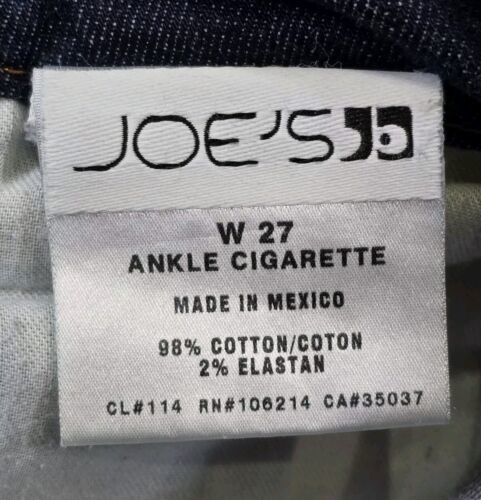 JOE'S
W 27
ANKLE CIGARETTE
MADE IN MEXICO
98% COTTON/COTON
2% ELASTAN
CL#114 RN#106214 CA#35037